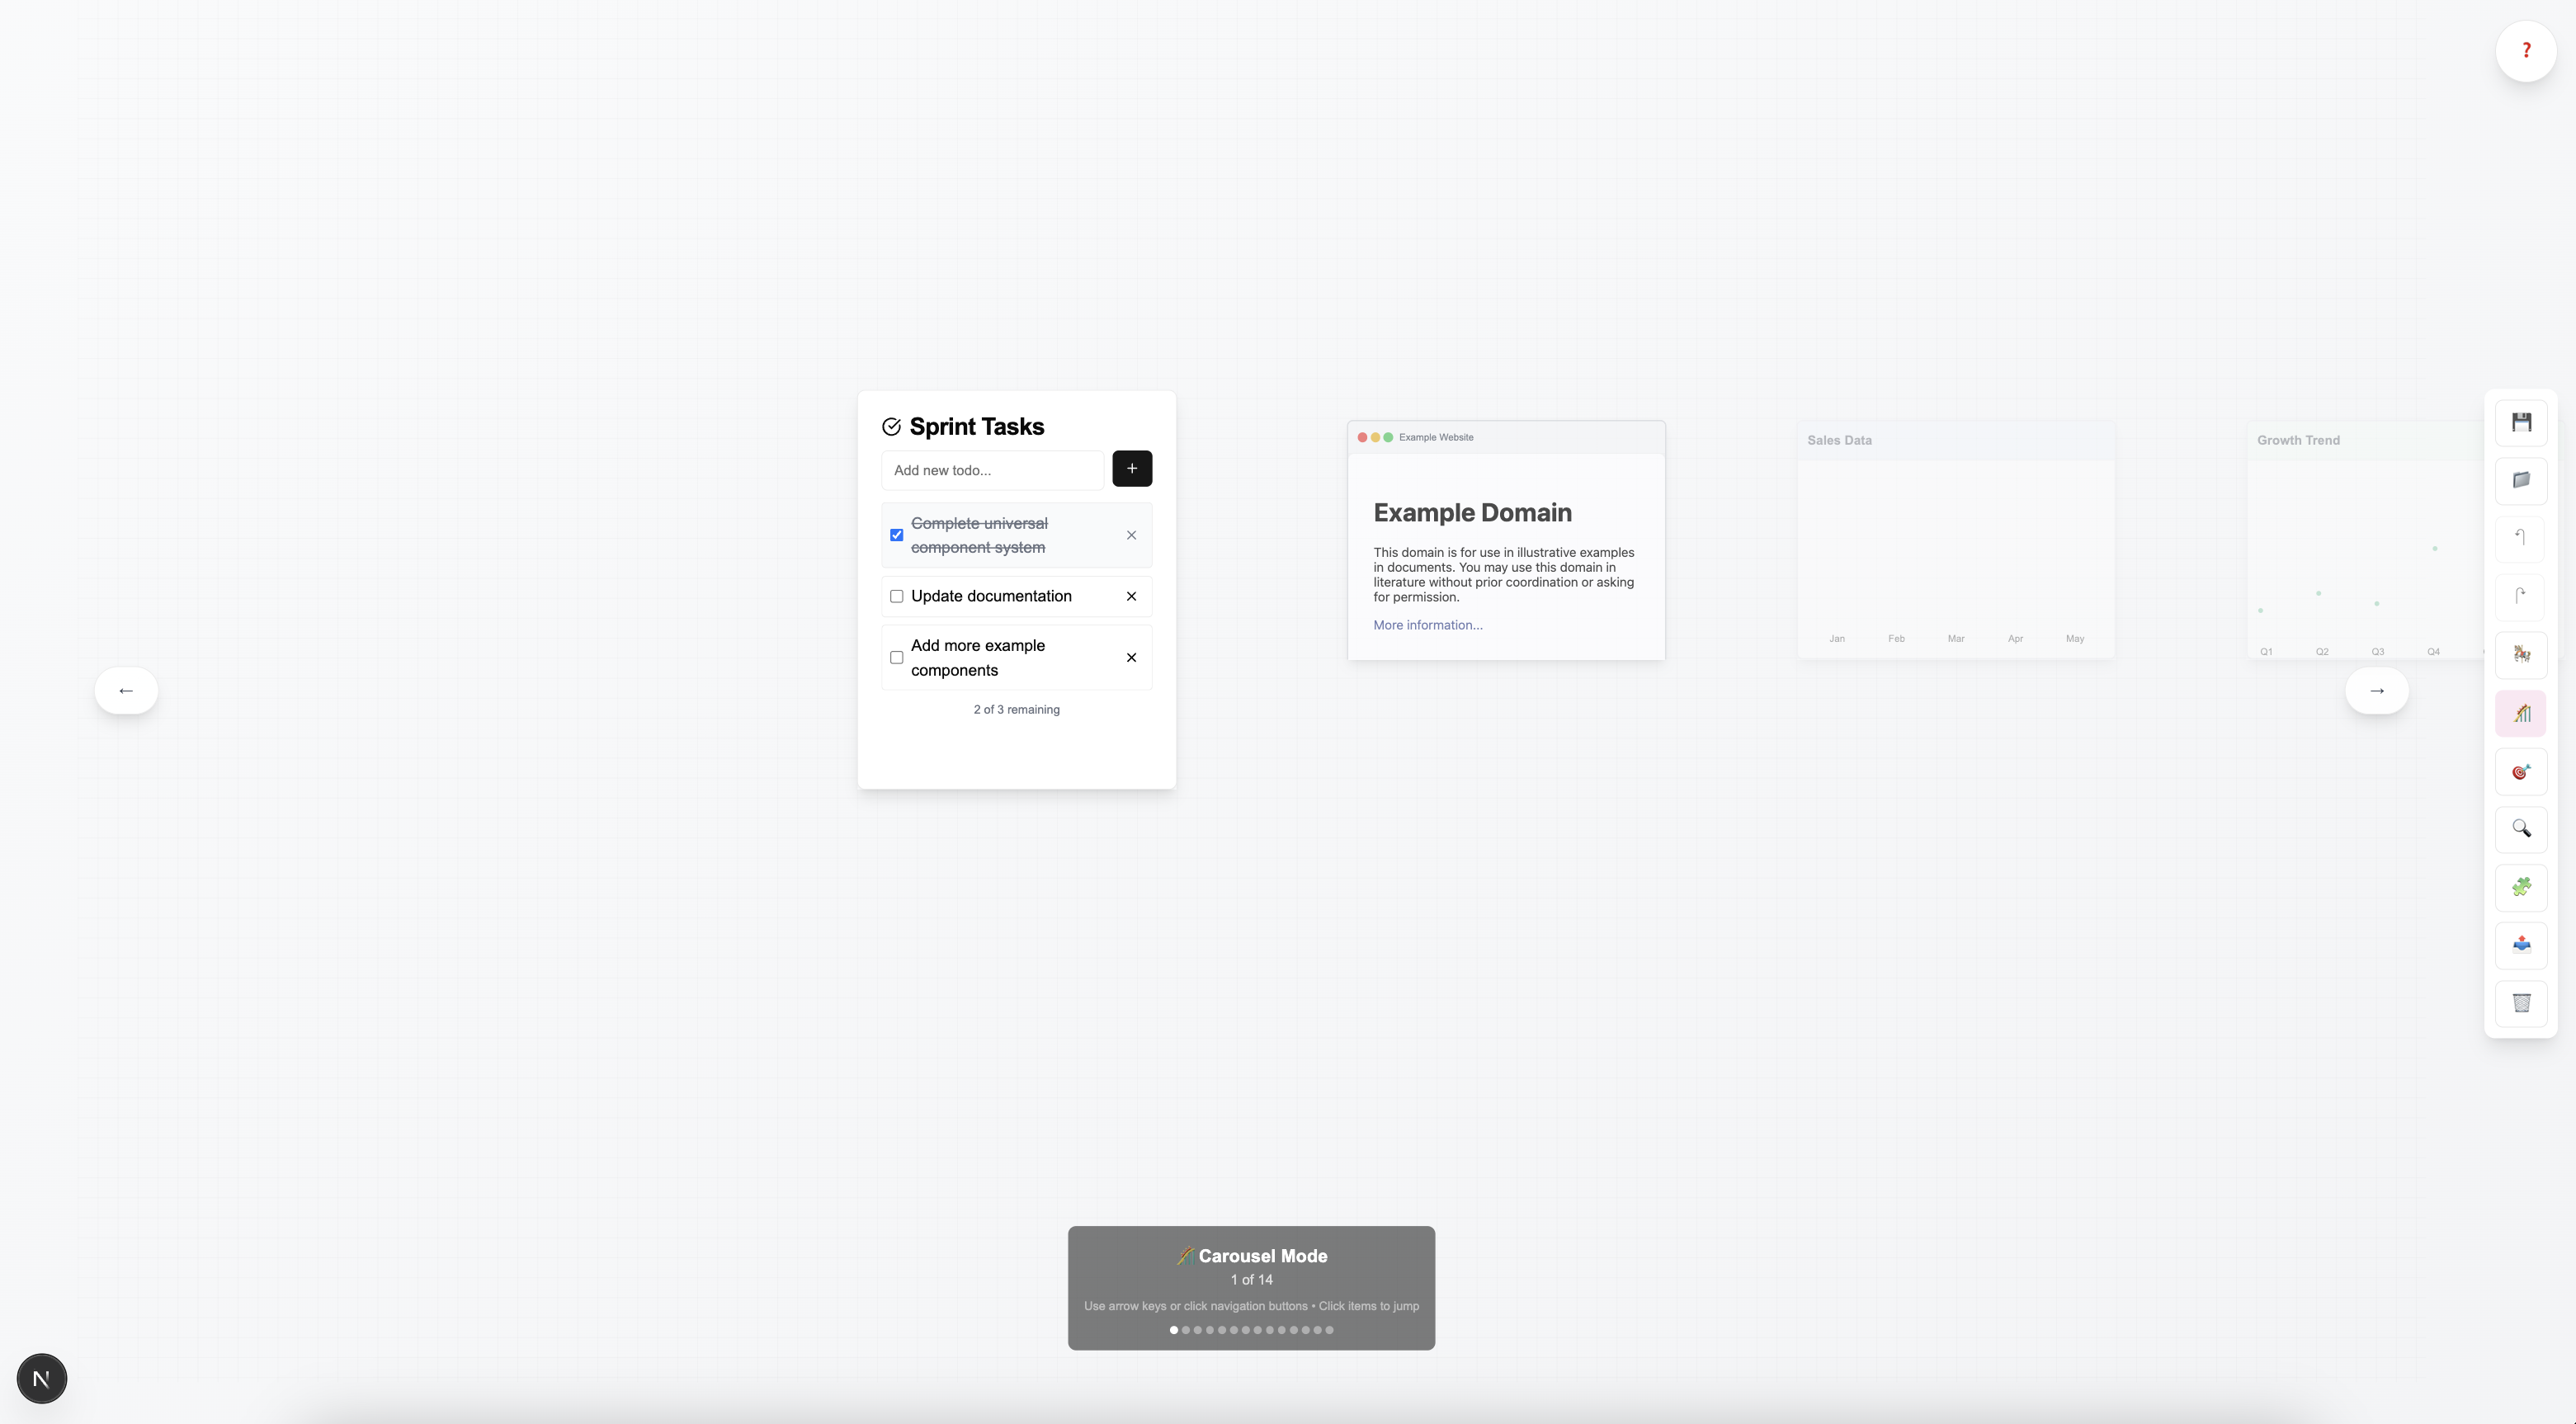 ?
Sprint Tasks
Add new todo...
+
Complete universal
component system
Update documentation
Add more example
components
2 of 3 remaining
Example Website
Example Domain
This domain is for use in illustrative examples
in documents. You may use this domain in
literature without prior coordination or asking
for permission.
More information...
Sales Data
Jan Feb Mar Apr May
Growth Trend
Q1 Q2 Q3 Q4
←
→
Carousel Mode
1 of 14
Use arrow keys or click navigation buttons • Click items to jump
N